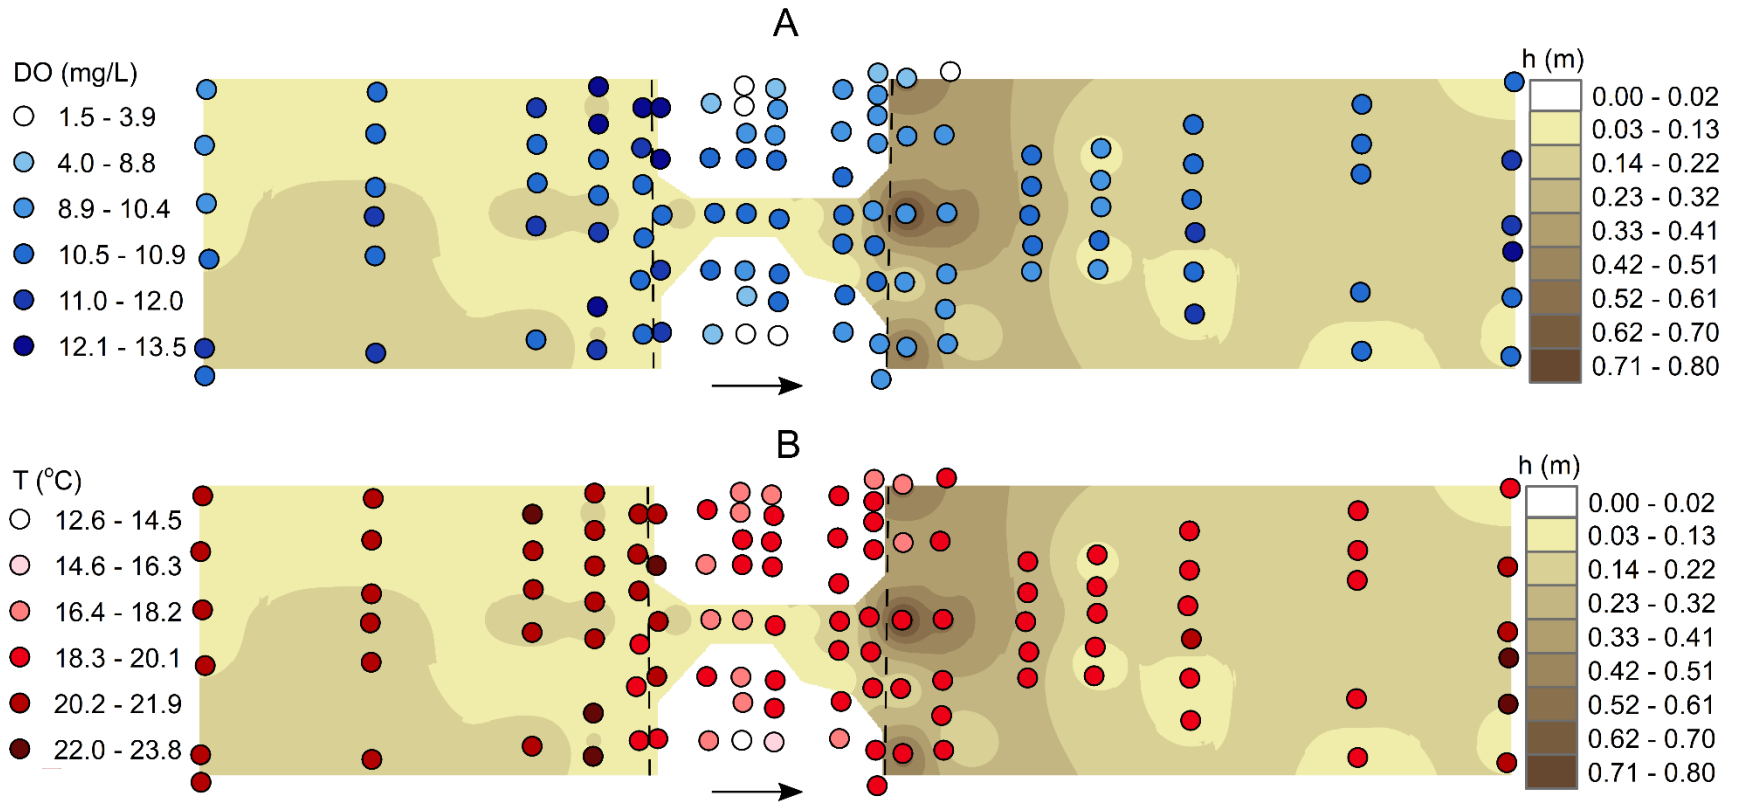 A
DO (mg/L)
1.5 - 3.9
4.0 - 8.8
8.9 - 10.4
10.5 - 10.9
11.0 - 12.0
12.1 - 13.5
h (m)
0.00 - 0.02
0.03 - 0.13
0.14 - 0.22
0.23 - 0.32
0.33 - 0.41
0.42 - 0.51
0.52 - 0.61
0.62 - 0.70
0.71 - 0.80
B
T (°C)
12.6 - 14.5
14.6 - 16.3
16.4 - 18.2
18.3 - 20.1
20.2 - 21.9
22.0 - 23.8
h (m)
0.00 - 0.02
0.03 - 0.13
0.14 - 0.22
0.23 - 0.32
0.33 - 0.41
0.42 - 0.51
0.52 - 0.61
0.62 - 0.70
0.71 - 0.80